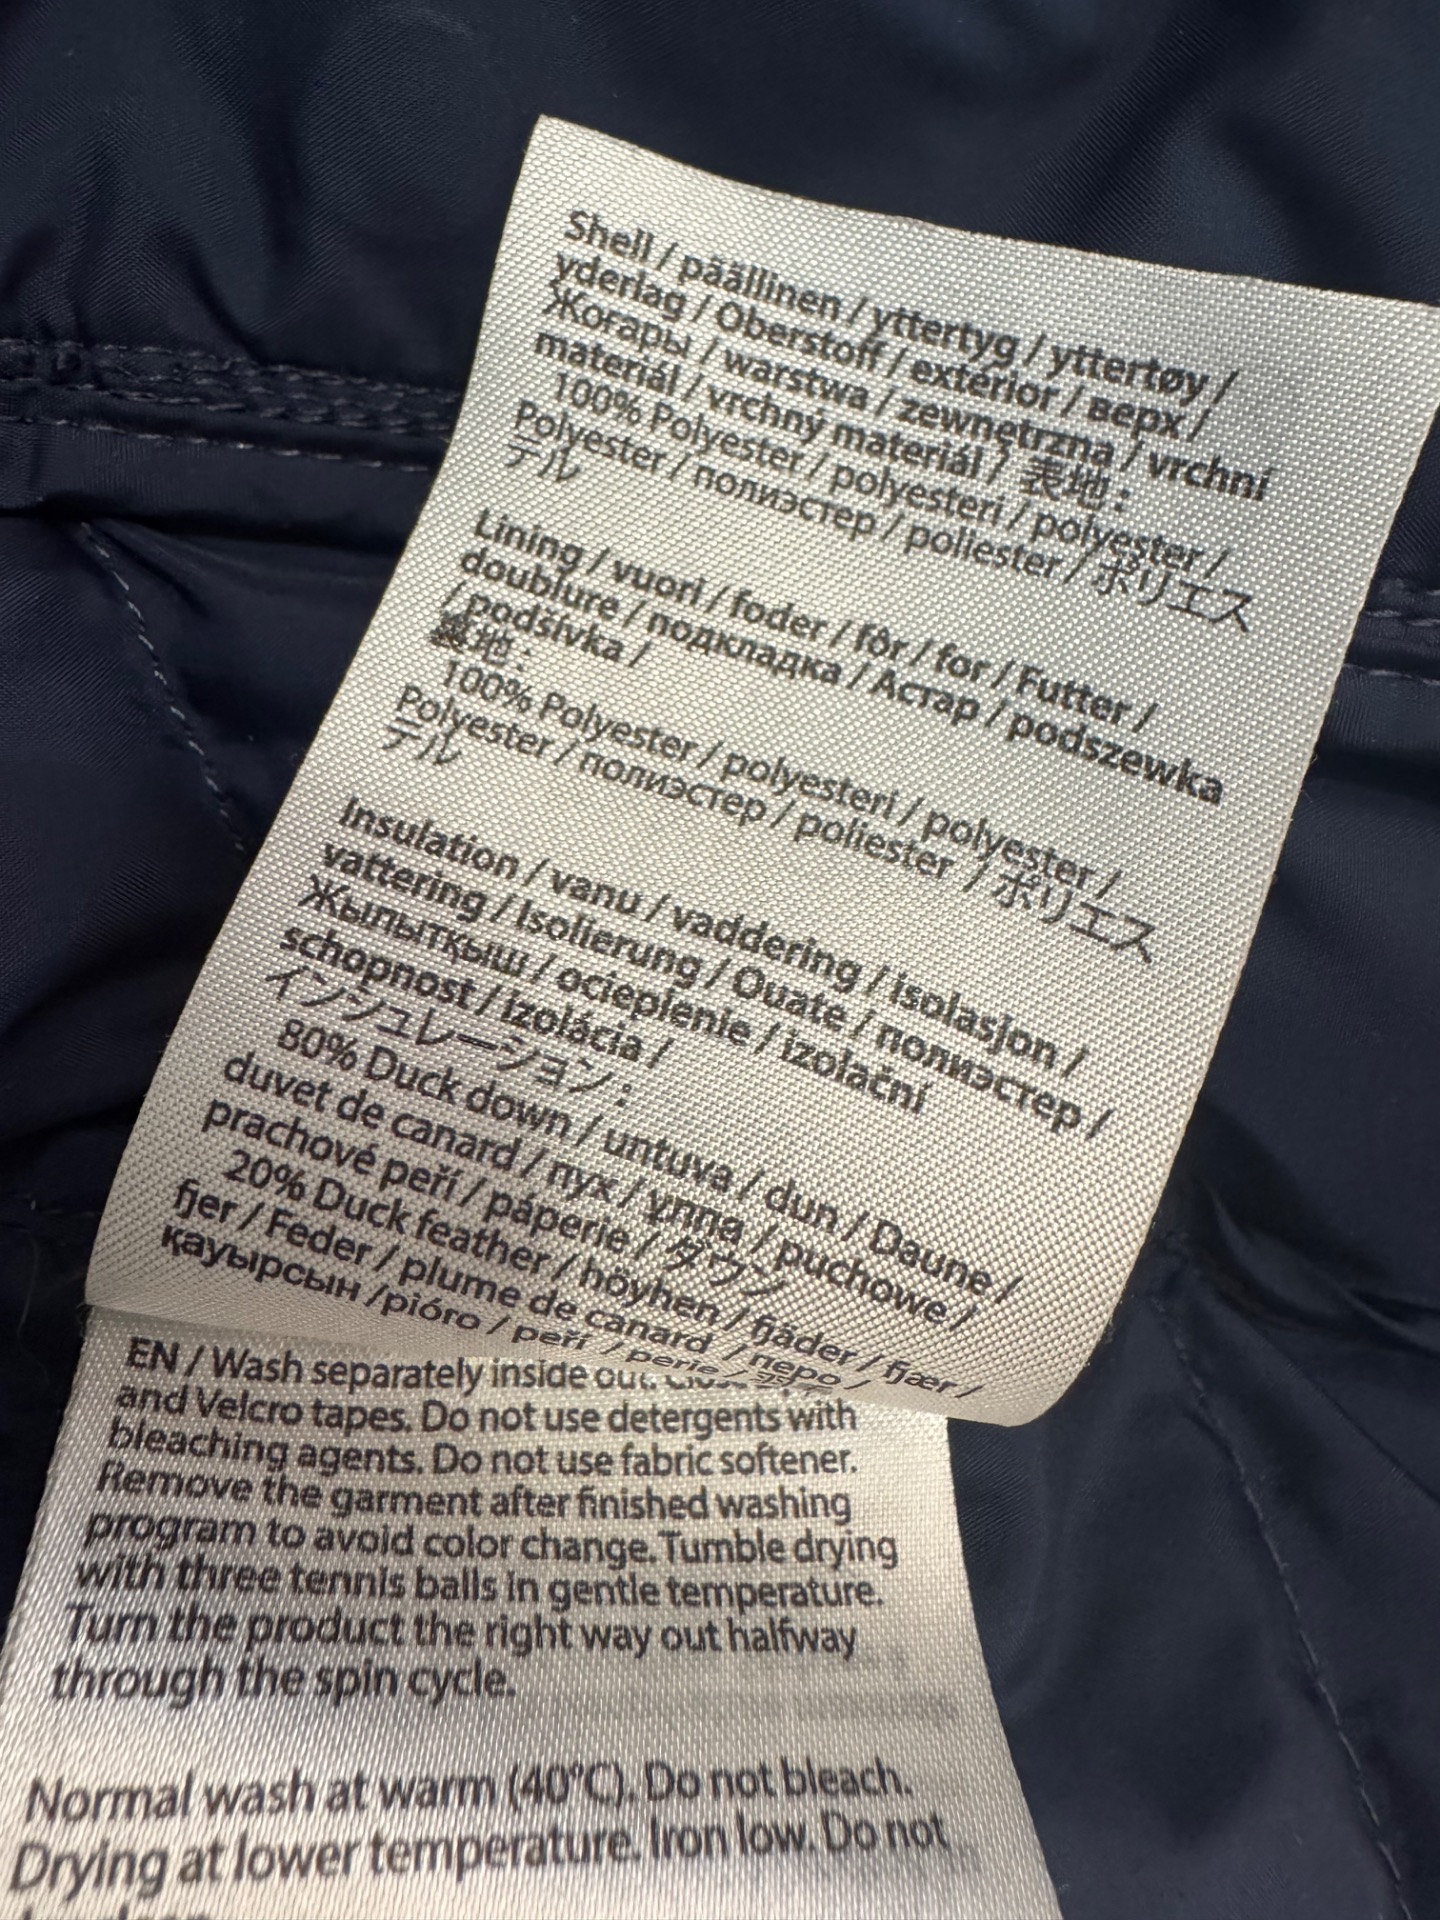 Shell / päällinen / yttertyg / yttertøy /
yderlag / Oberstoff / exterior / верх /
Жоғары / warstwa / zewnętrzna / vrchní
materiál / vrchný materiál / 表地:
100% Polyester / polyesteri / polyester /
Polyester / полиэстер / poliester / ポリエス
テル
Lining / vuori / foder / fôr / for / Futter /
doublure / подкладка / Астар / podszewka
/ podšívka /
裏地:
100% Polyester / polyesteri / polyester /
Polyester / полиэстер / poliester / ポリエス
テル
Insulation / vanu / vaddering / isolasjon /
vattering / Isolierung / Ouate / полиэстер /
Жылытқыш / ocieplenie / izolační
schopnost / izolácia /
インシュレーション:
80% Duck down / untuva / dun / Daune /
duvet de canard / пух / үлпа / puchowe /
prachové peří / páperie / ダウン
20% Duck feather / höyhen / fjäder / fjær /
fjer / Feder / plume de canard / перо /
қауырсын /pióro / peří / perie /
EN / Wash separately inside out.
and Velcro tapes. Do not use detergents with
bleaching agents. Do not use fabric softener.
Remove the garment after finished washing
program to avoid color change. Tumble drying
with three tennis balls in gentle temperature.
Turn the product the right way out halfway
through the spin cycle.
Normal wash at warm (40°C). Do not bleach.
Drying at lower temperature. Iron low. Do not